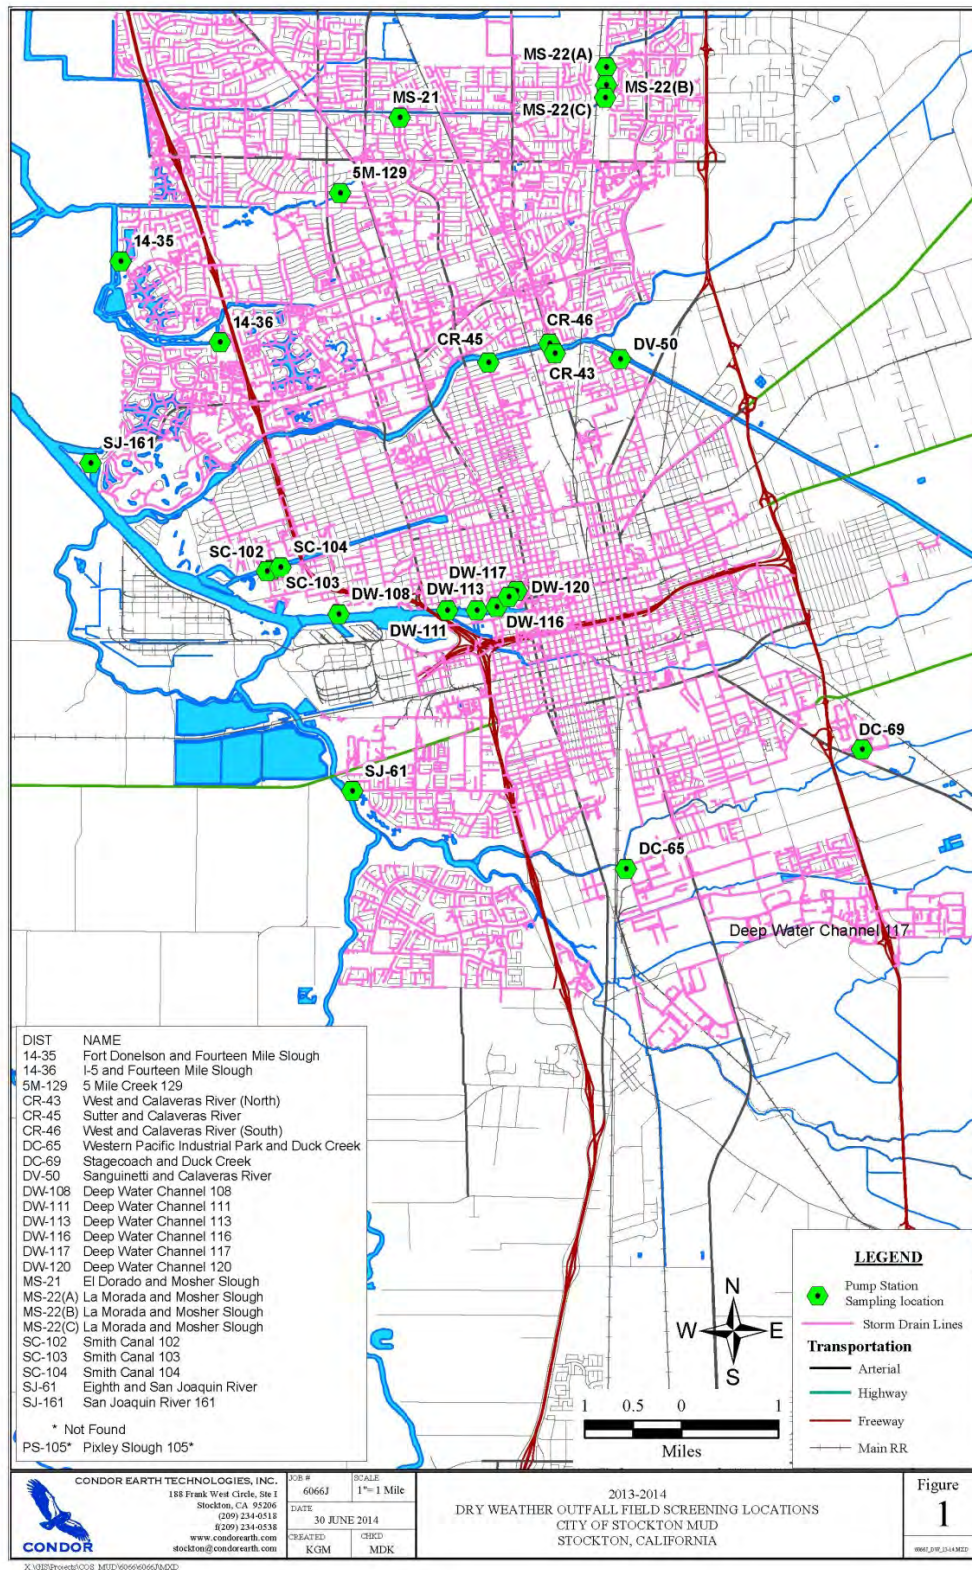 MS-22(A)
MS-22(B)
MS-21
MS-22(C)
5M-129
14-35
14-36
CR-46
CR-45
DV-50
CR-43
SJ-161
SC-104
SC-102
SC-103
DW-117
DW-108
DW-113
DW-120
DW-111
DW-116
DC-69
SJ-61
DC-65
Deep Water Channel 117
DIST NAME
14-35 Fort Donelson and Fourteen Mile Slough
14-36 I-5 and Fourteen Mile Slough
5M-129 5 Mile Creek 129
CR-43 West and Calaveras River (North)
CR-45 Sutter and Calaveras River
CR-46 West and Calaveras River (South)
DC-65 Western Pacific Industrial Park and Duck Creek
DC-69 Stagecoach and Duck Creek
DV-50 Sanguinetti and Calaveras River
DW-108 Deep Water Channel 108
DW-111 Deep Water Channel 111
DW-113 Deep Water Channel 113
DW-116 Deep Water Channel 116
DW-117 Deep Water Channel 117
DW-120 Deep Water Channel 120
MS-21 El Dorado and Mosher Slough
MS-22(A) La Morada and Mosher Slough
MS-22(B) La Morada and Mosher Slough
MS-22(C) La Morada and Mosher Slough
SC-102 Smith Canal 102
SC-103 Smith Canal 103
SC-104 Smith Canal 104
SJ-61 Eighth and San Joaquin River
SJ-161 San Joaquin River 161
* Not Found
PS-105* Pixley Slough 105*
N
W E
S
1 0.5 0 1
Miles
LEGEND
Pump Station
Sampling location
Storm Drain Lines
Transportation
Arterial
Highway
Freeway
Main RR
CONDOR
CONDOR EARTH TECHNOLOGIES, INC.
188 Frank West Circle, Ste I
Stockton, CA 95206
(209) 234-0518
f(209) 234-0538
www.condorearth.com
stockton@condorearth.com
JOB #
6066J
SCALE
1"= 1 Mile
DATE
30 JUNE 2014
CREATED
KGM
CHKD
MDK
2013-2014
DRY WEATHER OUTFALL FIELD SCREENING LOCATIONS
CITY OF STOCKTON MUD
STOCKTON, CALIFORNIA
Figure
1